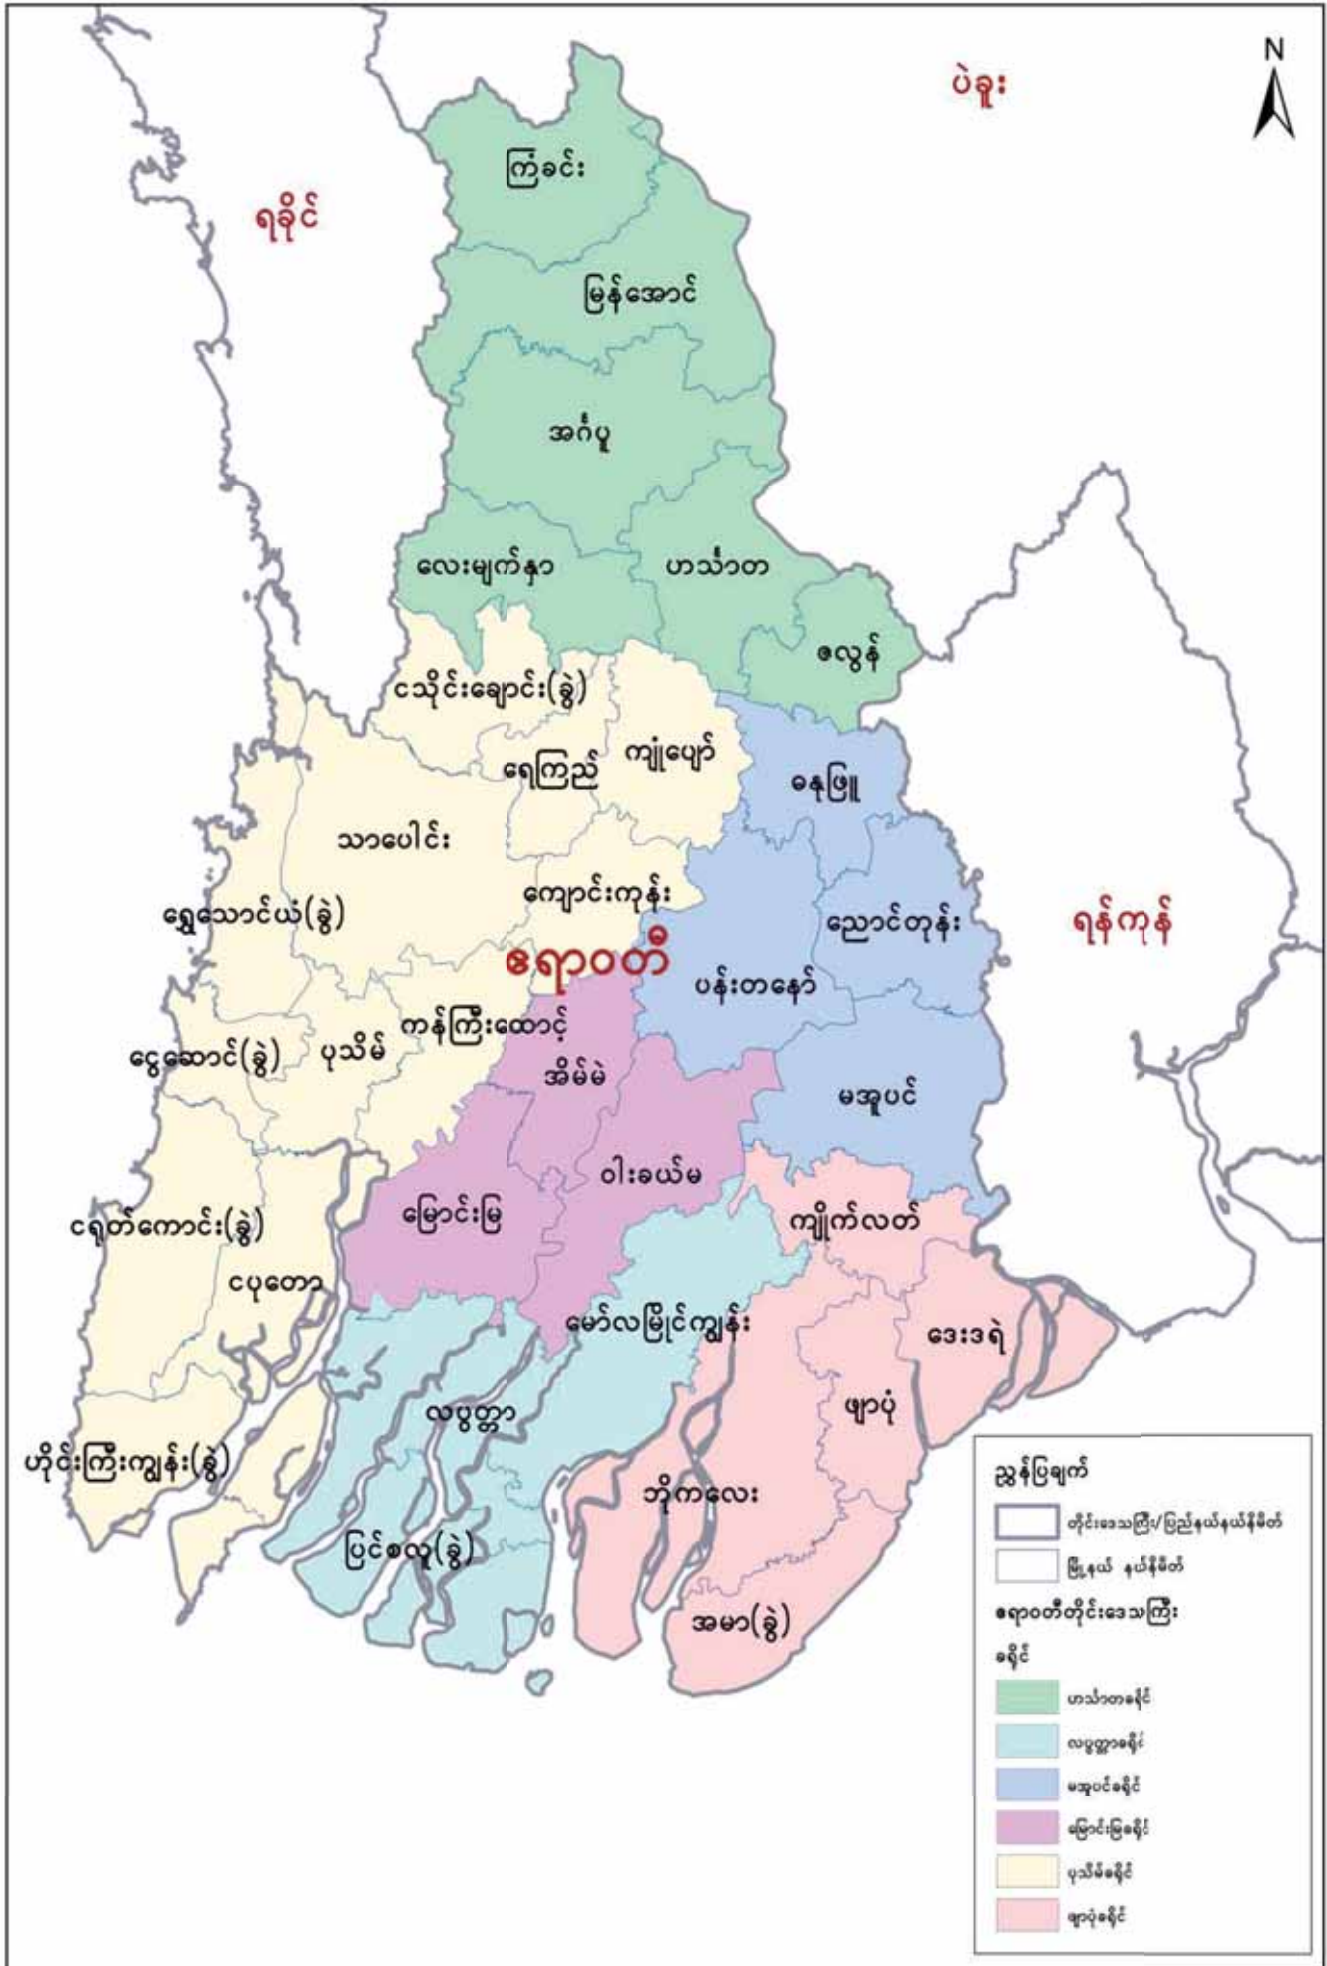 N
ပဲခူး
ရခိုင်
ကြံခင်း
မြန်အောင်
အင်္ဂပူ
လေးမျက်နှာ
ဟင်္သာတ
ဇလွန်
ငသိုင်းချောင်း(ခွဲ)
ရေကြည်
ကျုံပျော်
ဓနုဖြူ
သာပေါင်း
ကျောင်းကုန်း
ရွှေသောင်ယံ(ခွဲ)
ညောင်တုန်း
ရန်ကုန်
ဧရာဝတီ
ပန်းတနော်
ကန်ကြီးထောင့်
ငွေဆောင်(ခွဲ)
ပုသိမ်
အိမ်မဲ
မအူပင်
ဝါးခယ်မ
မြောင်းမြ
ကျိုက်လတ်
ငရုတ်ကောင်း(ခွဲ)
ငပုတော
မော်လမြိုင်ကျွန်း
ဒေးဒရဲ
လပွတ္တာ
ဖျာပုံ
ဟိုင်းကြီးကျွန်း(ခွဲ)
ဘိုကလေး
ပြင်စလူ(ခွဲ)
အမာ(ခွဲ)
ညွှန်ပြချက်
တိုင်းဒေသကြီး/ပြည်နယ်နယ်နိမိတ်
မြို့နယ် နယ်နိမိတ်
ဧရာဝတီတိုင်းဒေသကြီး
ခရိုင်
ဟင်္သာတခရိုင်
လပွတ္တာခရိုင်
မအူပင်ခရိုင်
မြောင်းမြခရိုင်
ပုသိမ်ခရိုင်
ဖျာပုံခရိုင်